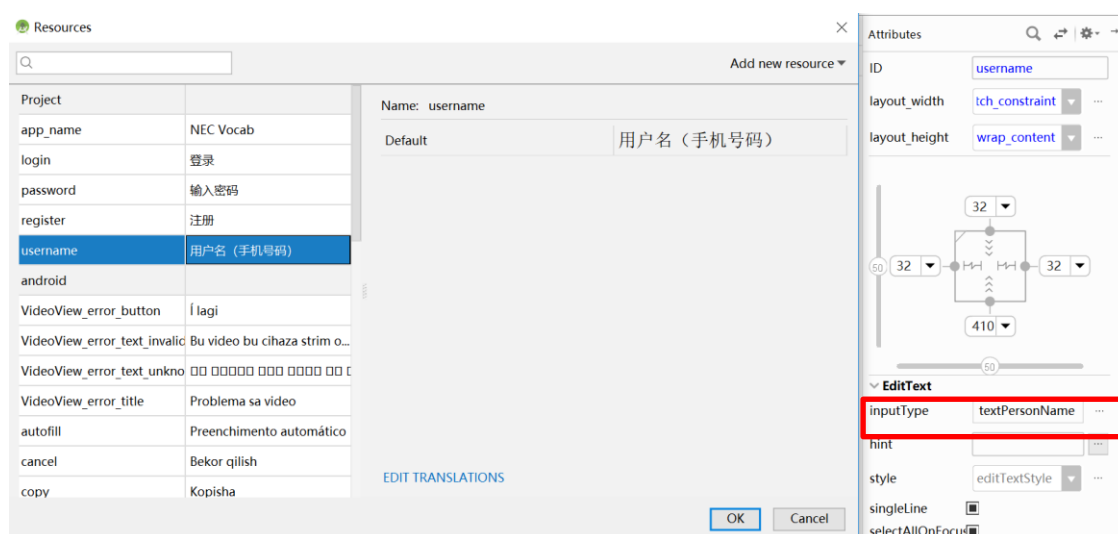 Resources
Add new resource
Project
app_name NEC Vocab
login 登录
password 输入密码
register 注册
username 用户名（手机号码）
android
VideoView_error_button Í lagi
VideoView_error_text_invalid Bu video bu cihaza strim o...
VideoView_error_text_unkno
VideoView_error_title Problema sa video
autofill Preenchimento automático
cancel Bekor qilish
copy Kopisha
Name: username
Default 用户名（手机号码）
EDIT TRANSLATIONS
OK Cancel
Attributes
ID username
layout_width tch_constraint
layout_height wrap_content
32
50 32 32
410
50
EditText
inputType textPersonName
hint
style editTextStyle
singleLine
selectAllOnFocus